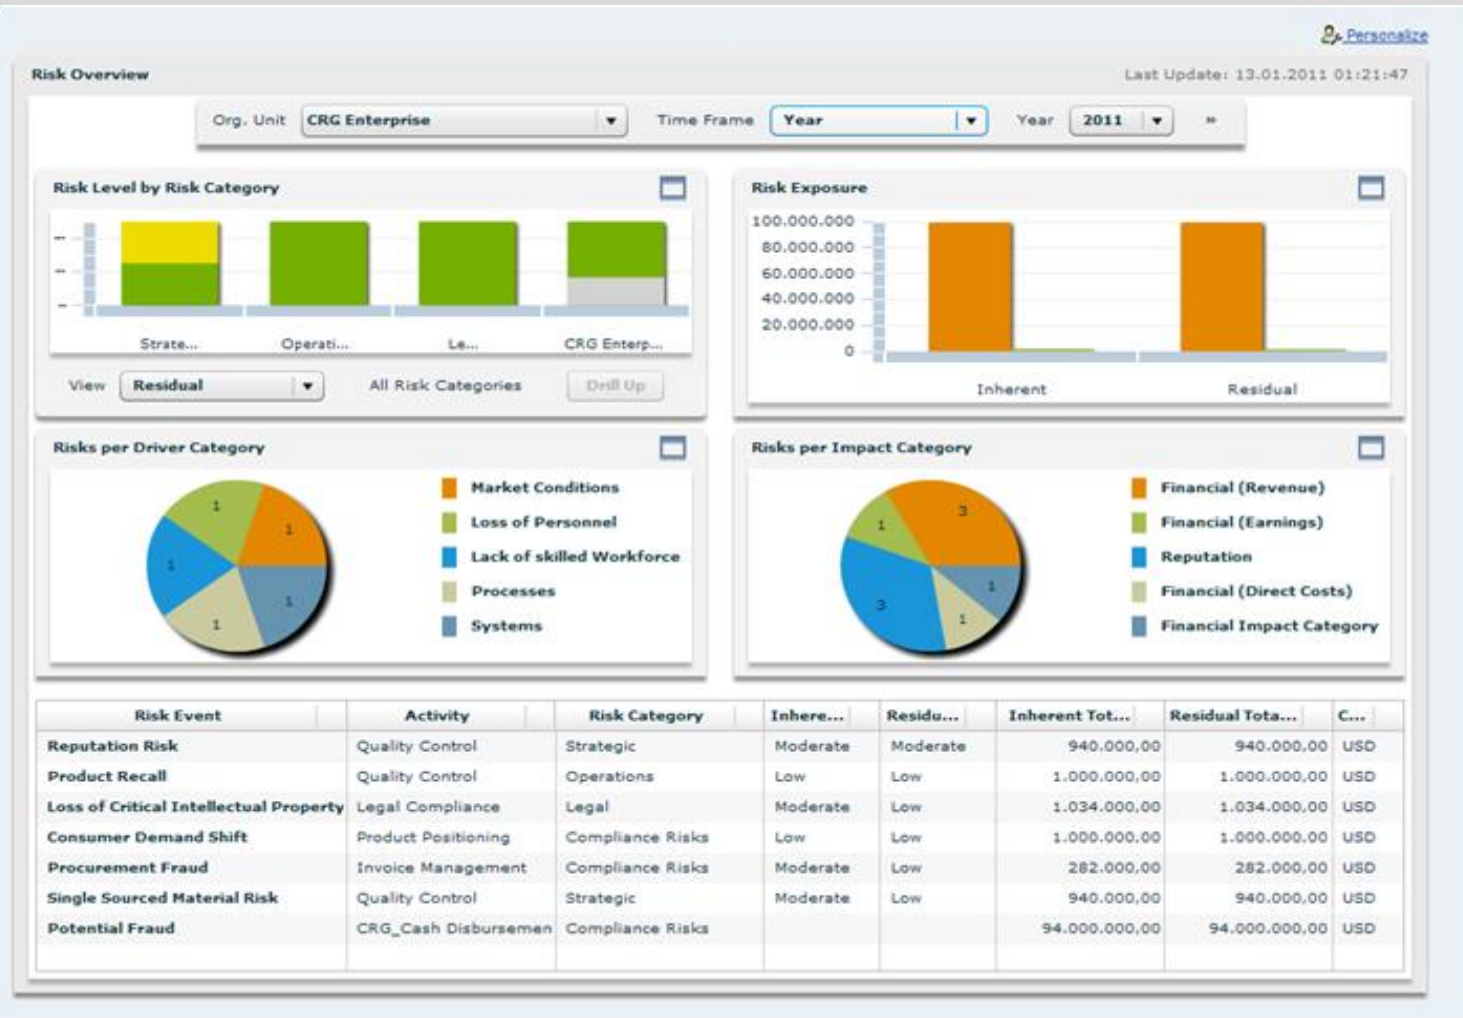 Personalize
Risk Overview Last Update: 13.01.2011 01:21:47
Org. Unit CRG Enterprise Time Frame Year Year 2011 »
Risk Level by Risk Category
Strate... Operati... Le... CRG Enterp...
View Residual All Risk Categories Drill Up
Risk Exposure
100.000.000
80.000.000
60.000.000
40.000.000
20.000.000
0
Inherent Residual
Risks per Driver Category
1
1
1
1
1
Market Conditions
Loss of Personnel
Lack of skilled Workforce
Processes
Systems
Risks per Impact Category
3
1
3
1
1
Financial (Revenue)
Financial (Earnings)
Reputation
Financial (Direct Costs)
Financial Impact Category
Risk Event Activity Risk Category Inhere... Residu... Inherent Tot... Residual Tota... C...
Reputation Risk Quality Control Strategic Moderate Moderate 940.000,00 940.000,00 USD
Product Recall Quality Control Operations Low Low 1.000.000,00 1.000.000,00 USD
Loss of Critical Intellectual Property Legal Compliance Legal Moderate Low 1.034.000,00 1.034.000,00 USD
Consumer Demand Shift Product Positioning Compliance Risks Low Low 1.000.000,00 1.000.000,00 USD
Procurement Fraud Invoice Management Compliance Risks Moderate Low 282.000,00 282.000,00 USD
Single Sourced Material Risk Quality Control Strategic Moderate Low 940.000,00 940.000,00 USD
Potential Fraud CRG_Cash Disbursemen Compliance Risks 94.000.000,00 94.000.000,00 USD